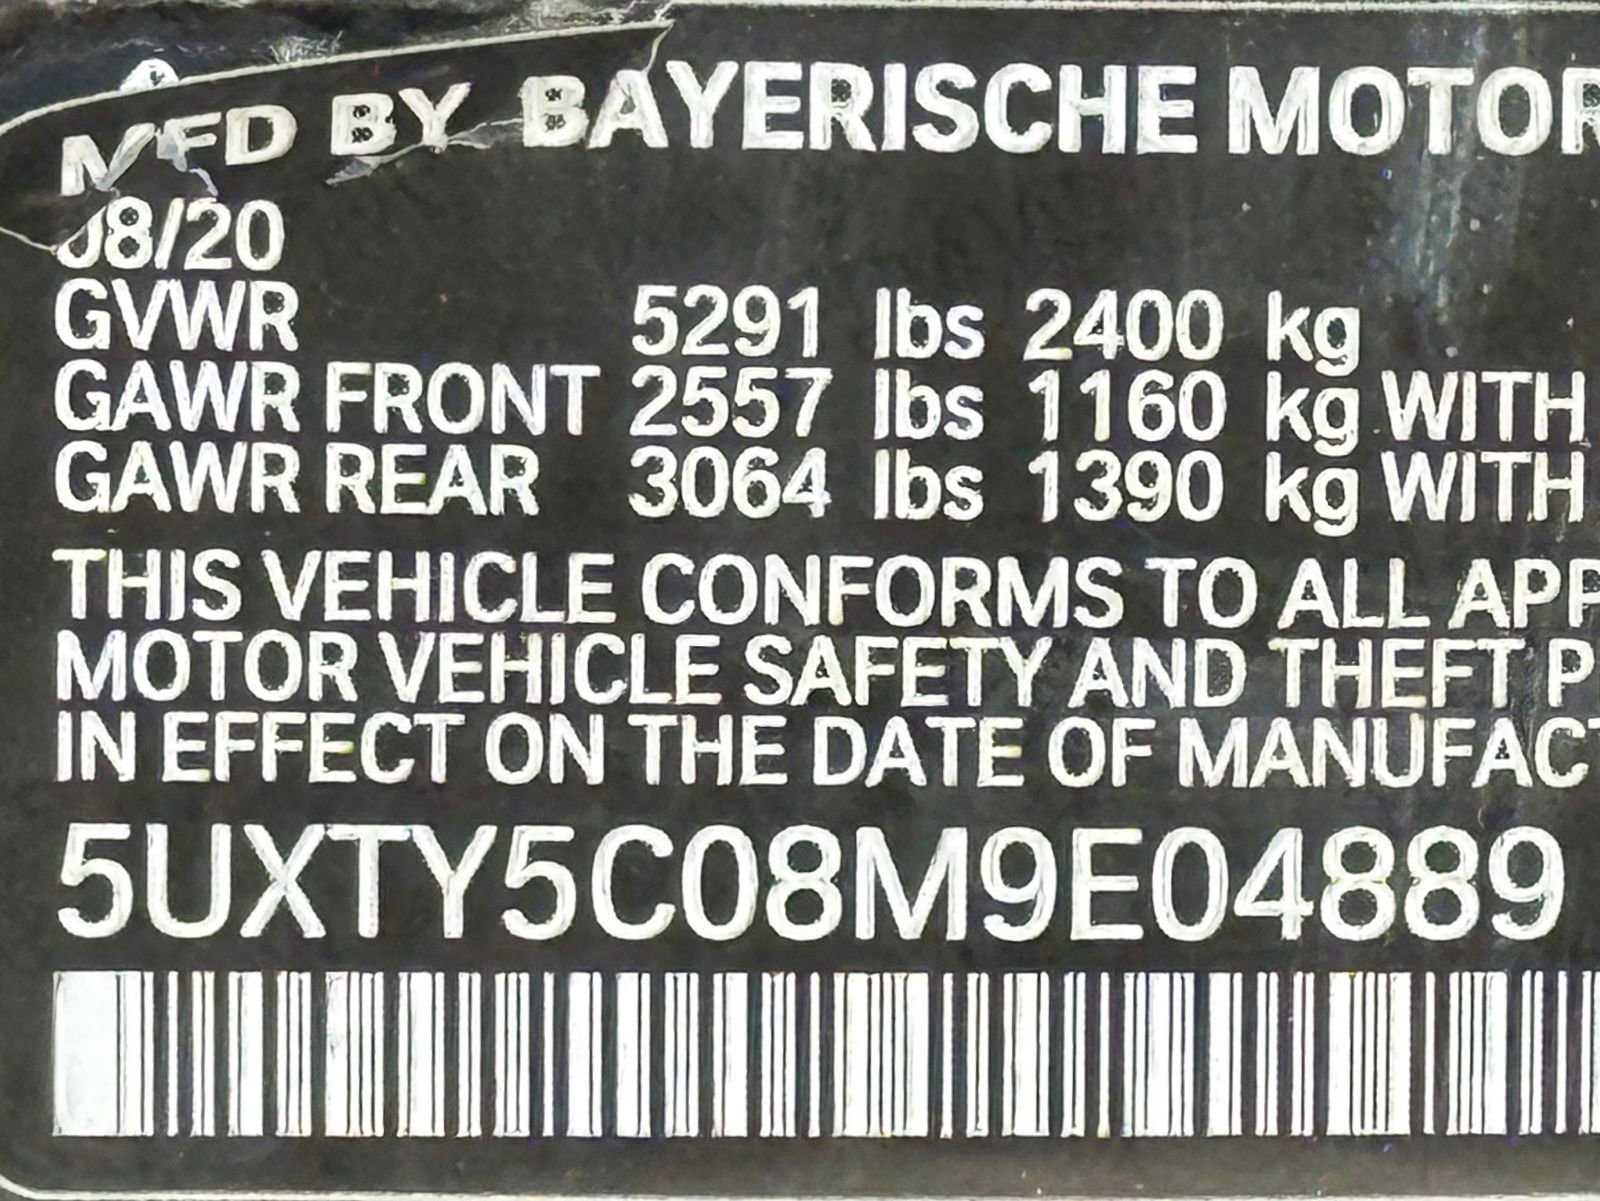 MFD BY BAYERISCHE MOTOR
08/20
GVWR 5291 lbs 2400 kg
GAWR FRONT 2557 lbs 1160 kg WITH
GAWR REAR 3064 lbs 1390 kg WITH
THIS VEHICLE CONFORMS TO ALL APP
MOTOR VEHICLE SAFETY AND THEFT P
IN EFFECT ON THE DATE OF MANUFACT
5UXTY5C08M9E04889